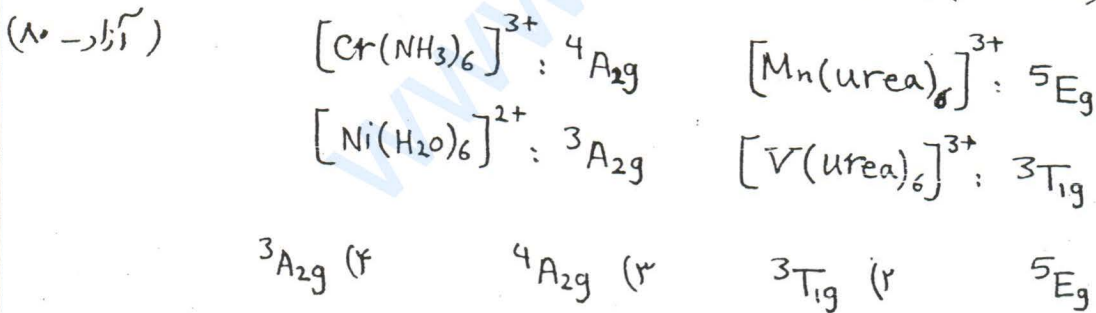 (آزاد – ۸۰)
[Cr(NH3)6]3+ : 4A2g [Mn(urea)6]3+ : 5Eg
[Ni(H2O)6]2+ : 3A2g [V(urea)6]3+ : 3T1g
5Eg ۲) 3T1g ۳) 4A2g ۴) 3A2g